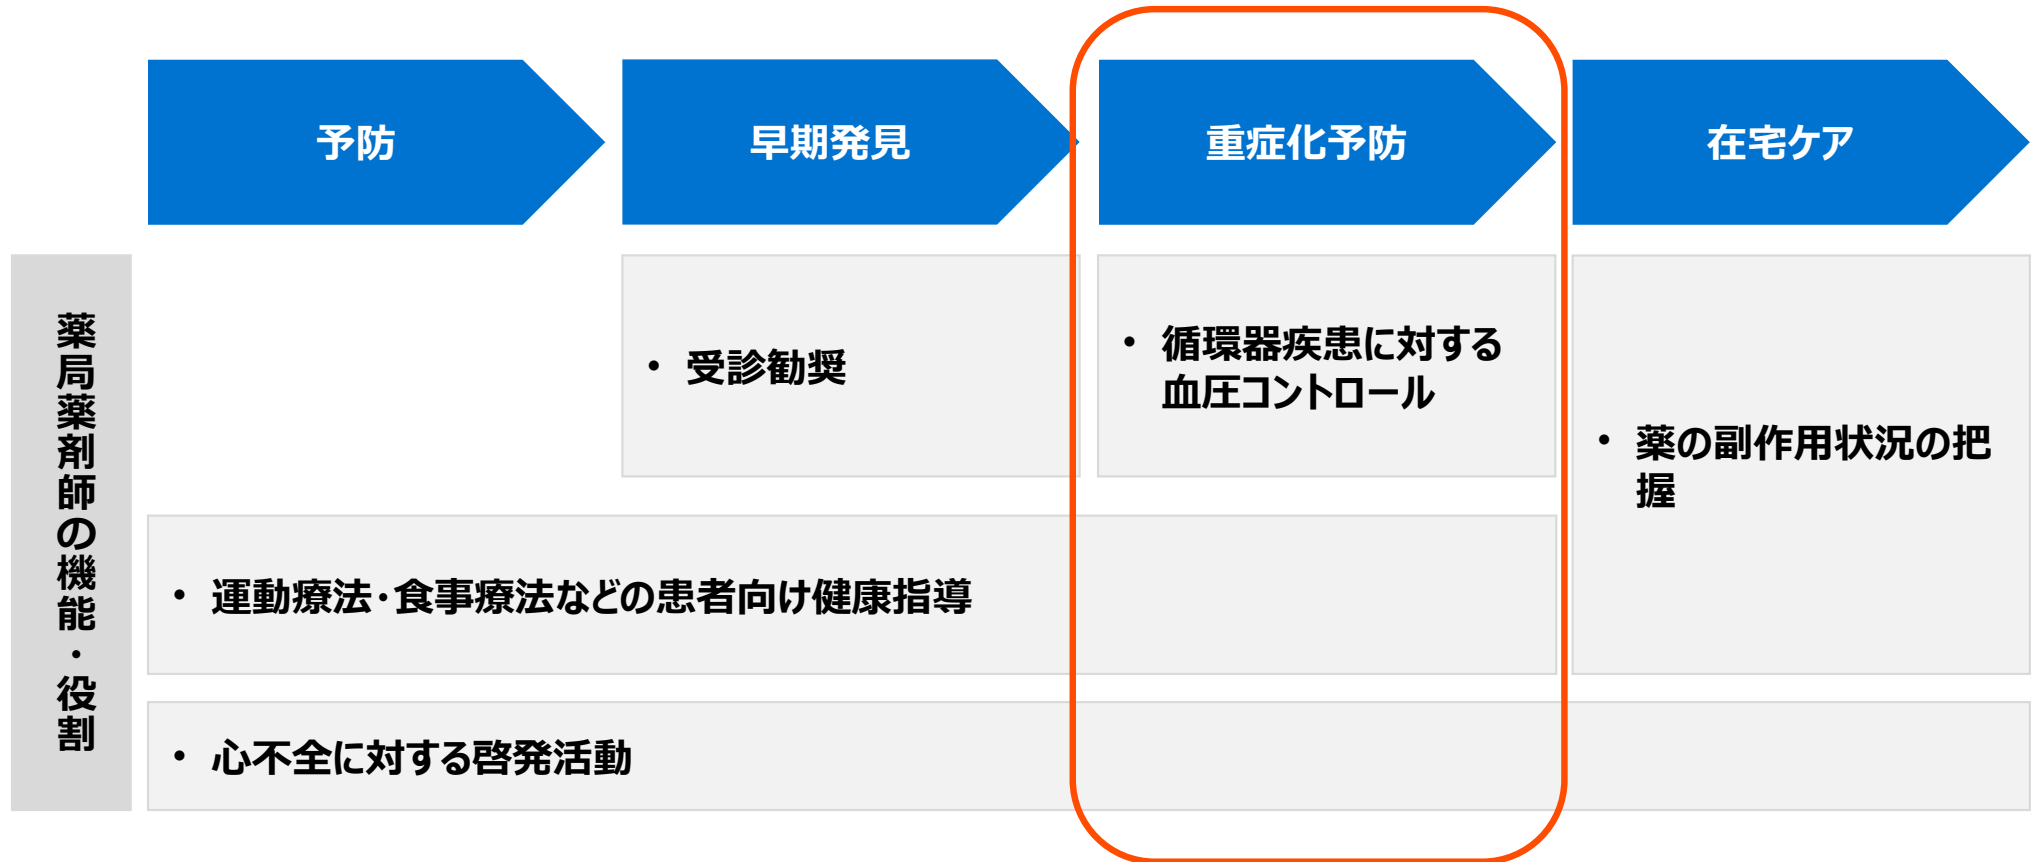 予防
早期発見
重症化予防
在宅ケア
薬局薬剤師の機能・役割
• 受診勧奨
• 循環器疾患に対する
血圧コントロール
• 薬の副作用状況の把
握
• 運動療法・食事療法などの患者向け健康指導
• 心不全に対する啓発活動